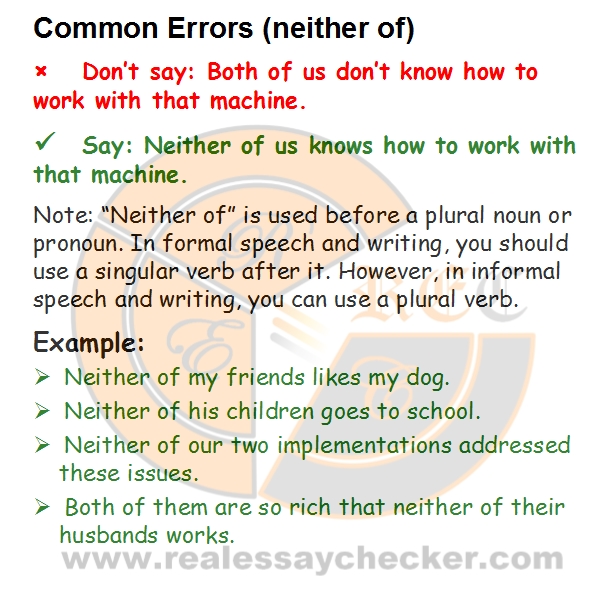 Common Errors (neither of)
× Don't say: Both of us don't know how to
work with that machine.
✓ Say: Neither of us knows how to work with
that machine.
Note: “Neither of” is used before a plural noun or
pronoun. In formal speech and writing, you should
use a singular verb after it. However, in informal
speech and writing, you can use a plural verb.
Example:
➢ Neither of my friends likes my dog.
➢ Neither of his children goes to school.
➢ Neither of our two implementations addressed
these issues.
➢ Both of them are so rich that neither of their
husbands works.
www.realessaychecker.com
R
E
C
REC